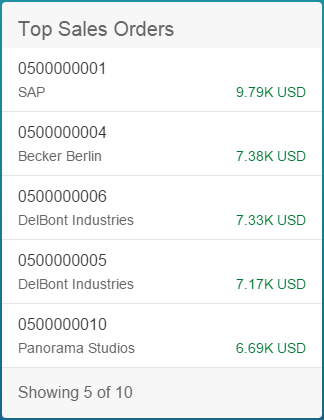 Top Sales Orders
0500000001
SAP 9.79K USD
0500000004
Becker Berlin 7.38K USD
0500000006
DelBont Industries 7.33K USD
0500000005
DelBont Industries 7.17K USD
0500000010
Panorama Studios 6.69K USD
Showing 5 of 10